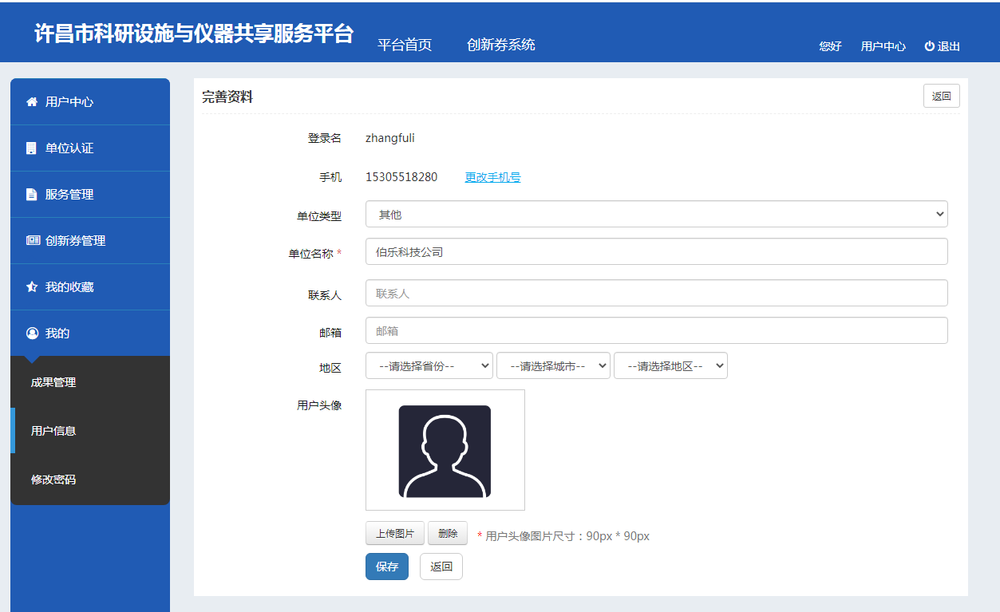 许昌市科研设施与仪器共享服务平台 平台首页 创新券系统 您好 用户中心 退出
用户中心
单位认证
服务管理
创新券管理
我的收藏
我的
成果管理
用户信息
修改密码
完善资料 返回
登录名 zhangfuli
手机 15305518280 更改手机号
单位类型 其他
单位名称 * 伯乐科技公司
联系人 联系人
邮箱 邮箱
地区 --请选择省份-- --请选择城市-- --请选择地区--
用户头像
上传图片 删除 * 用户头像图片尺寸：90px * 90px
保存 返回